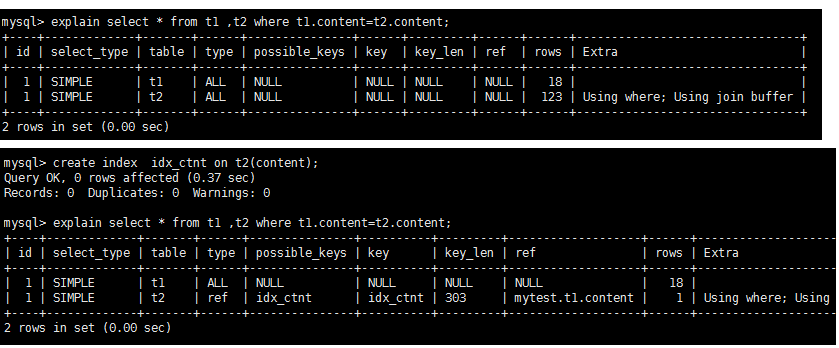 mysql> explain select * from t1 ,t2 where t1.content=t2.content;
+----+-------------+-------+------+---------------+------+---------+------+------+--------------------------------+
| id | select_type | table | type | possible_keys | key | key_len | ref | rows | Extra |
+----+-------------+-------+------+---------------+------+---------+------+------+--------------------------------+
| 1 | SIMPLE | t1 | ALL | NULL | NULL | NULL | NULL | 18 | |
| 1 | SIMPLE | t2 | ALL | NULL | NULL | NULL | NULL | 123 | Using where; Using join buffer |
+----+-------------+-------+------+---------------+------+---------+------+------+--------------------------------+
2 rows in set (0.00 sec)
mysql> create index idx_ctnt on t2(content);
Query OK, 0 rows affected (0.37 sec)
Records: 0 Duplicates: 0 Warnings: 0
mysql> explain select * from t1 ,t2 where t1.content=t2.content;
+----+-------------+-------+------+---------------+----------+---------+-------------------+------+--------------------
| id | select_type | table | type | possible_keys | key | key_len | ref | rows | Extra
+----+-------------+-------+------+---------------+----------+---------+-------------------+------+--------------------
| 1 | SIMPLE | t1 | ALL | NULL | NULL | NULL | NULL | 18 |
| 1 | SIMPLE | t2 | ref | idx_ctnt | idx_ctnt | 303 | mytest.t1.content | 1 | Using where; Using
+----+-------------+-------+------+---------------+----------+---------+-------------------+------+--------------------
2 rows in set (0.00 sec)